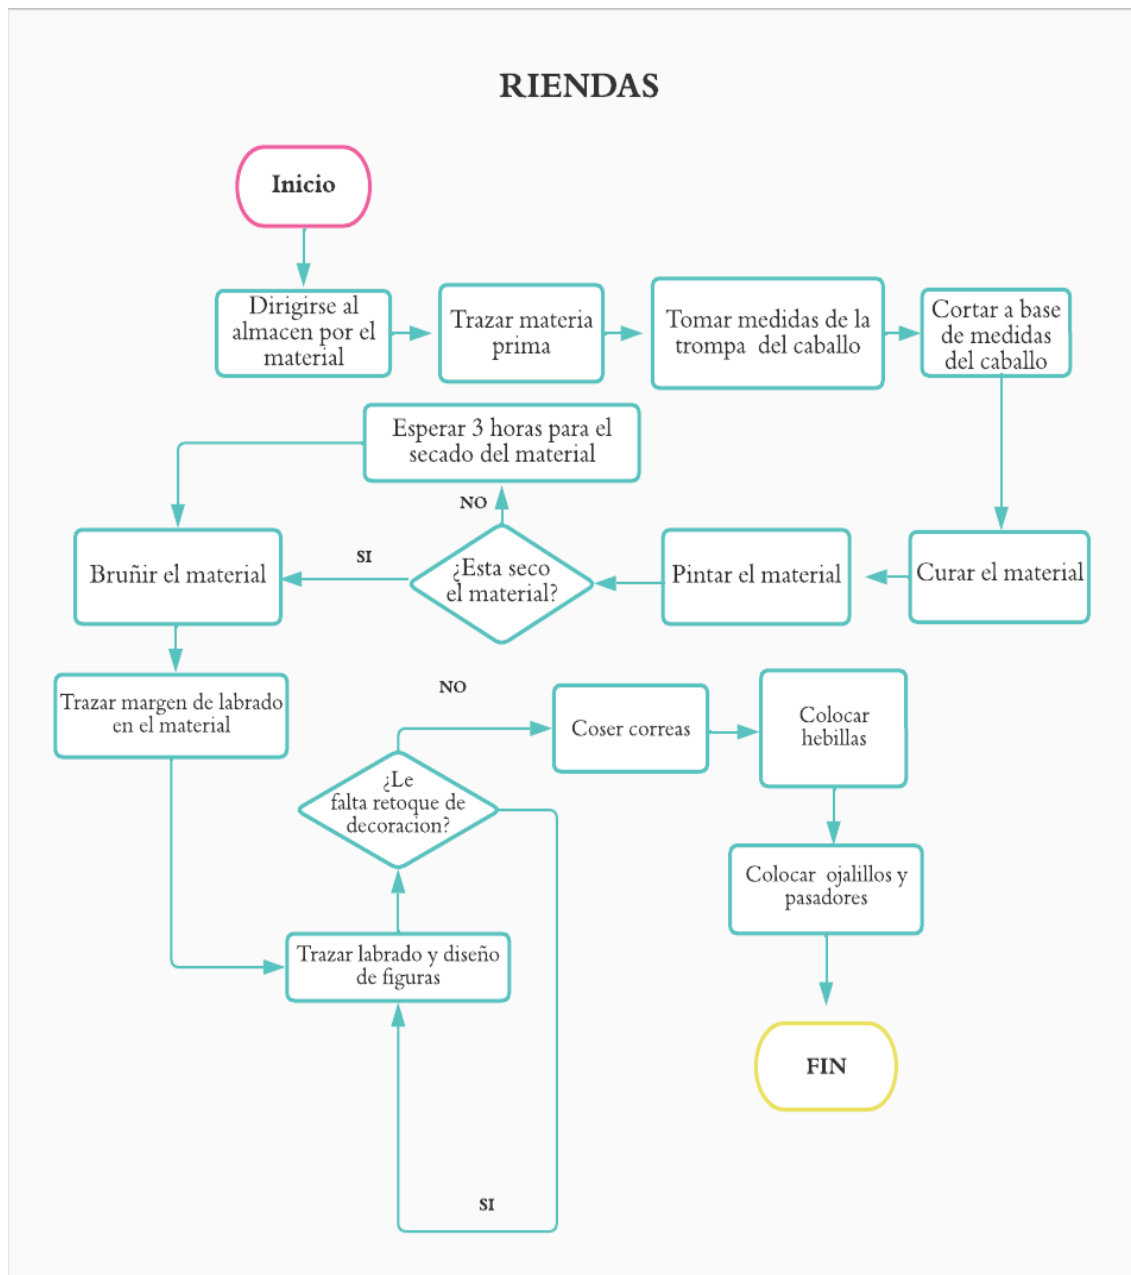 RIENDAS
Inicio
Dirigirse al
almacen por el
material
Trazar materia
prima
Tomar medidas de la
trompa del caballo
Cortar a base
de medidas
del caballo
Esperar 3 horas para el
secado del material
NO
SI
Bruñir el material
¿Esta seco
el material?
Pintar el material
Curar el material
Trazar margen de labrado
en el material
NO
Coser correas
Colocar
hebillas
¿Le
falta retoque de
decoracion?
Colocar ojalillos y
pasadores
Trazar labrado y diseño
de figuras
FIN
SI